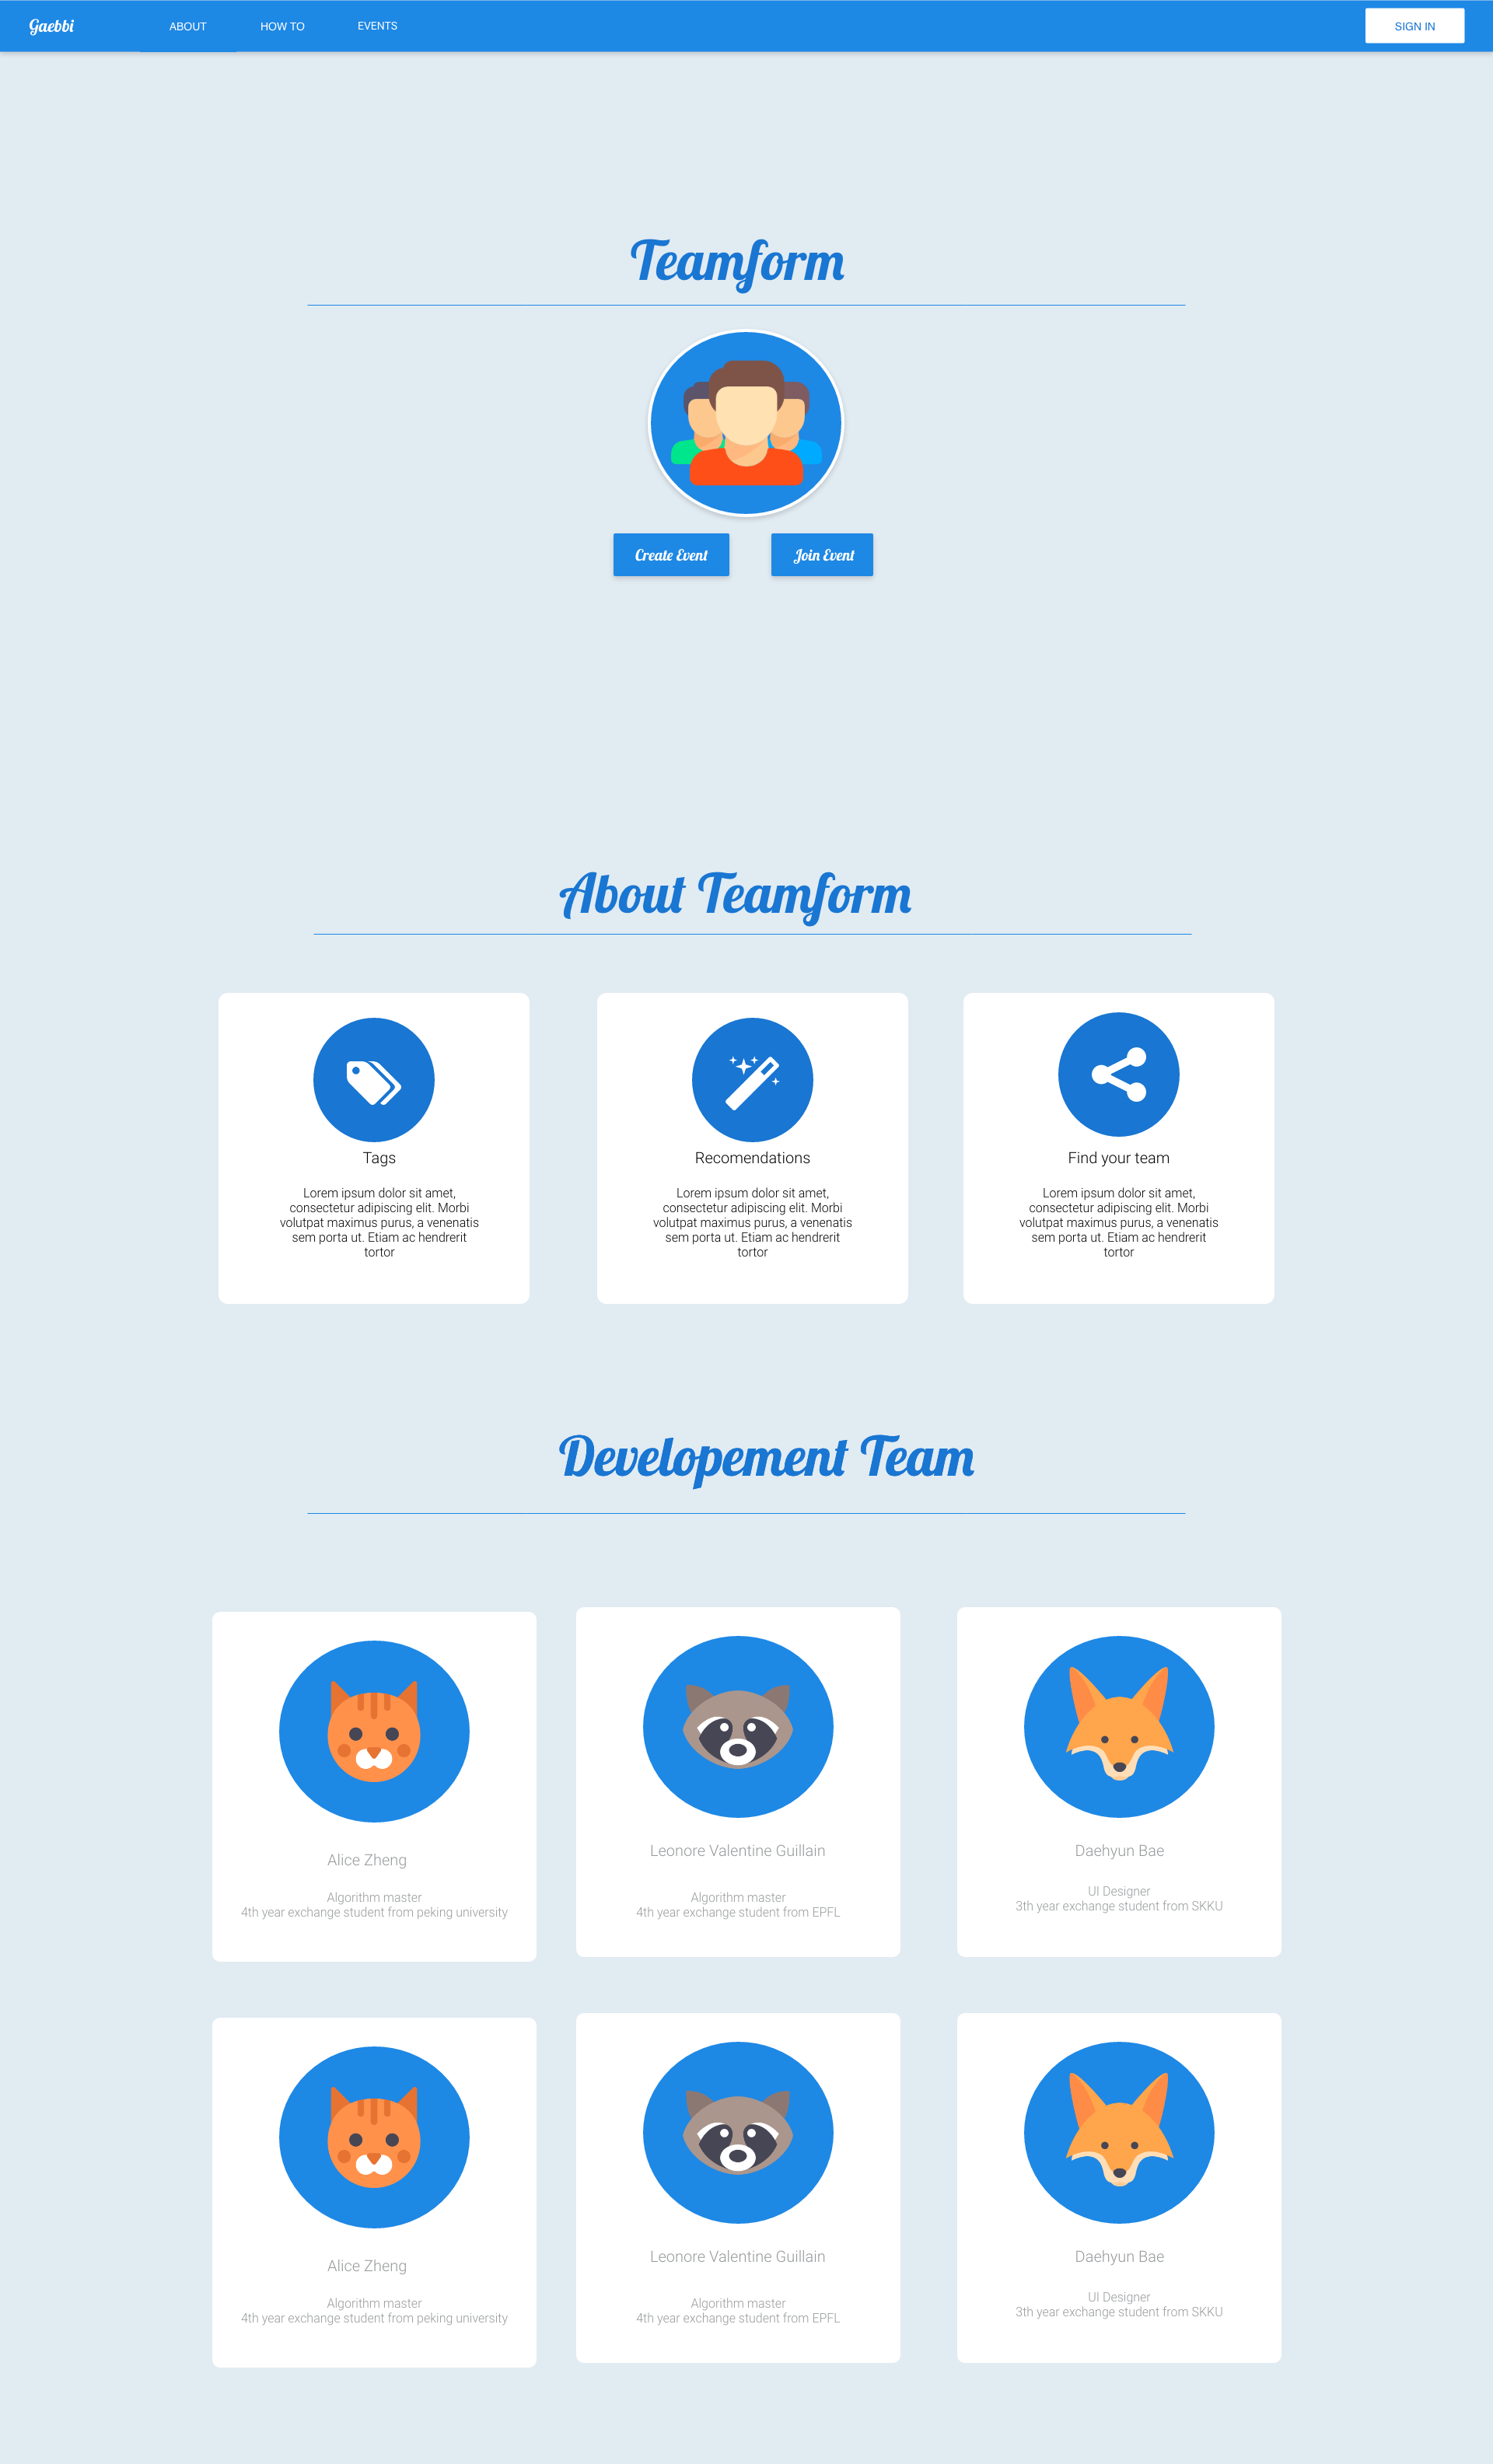 Gaebbi
ABOUT
HOW TO
EVENTS
SIGN IN
Teamform
Create Event
Join Event
About Teamform
Tags
Lorem ipsum dolor sit amet,
consectetur adipiscing elit. Morbi
volutpat maximus purus, a venenatis
sem porta ut. Etiam ac hendrerit
tortor
Recomendations
Lorem ipsum dolor sit amet,
consectetur adipiscing elit. Morbi
volutpat maximus purus, a venenatis
sem porta ut. Etiam ac hendrerit
tortor
Find your team
Lorem ipsum dolor sit amet,
consectetur adipiscing elit. Morbi
volutpat maximus purus, a venenatis
sem porta ut. Etiam ac hendrerit
tortor
Developement Team
Alice Zheng
Algorithm master
4th year exchange student from peking university
Leonore Valentine Guillain
Algorithm master
4th year exchange student from EPFL
Daehyun Bae
UI Designer
3th year exchange student from SKKU
Alice Zheng
Algorithm master
4th year exchange student from peking university
Leonore Valentine Guillain
Algorithm master
4th year exchange student from EPFL
Daehyun Bae
UI Designer
3th year exchange student from SKKU